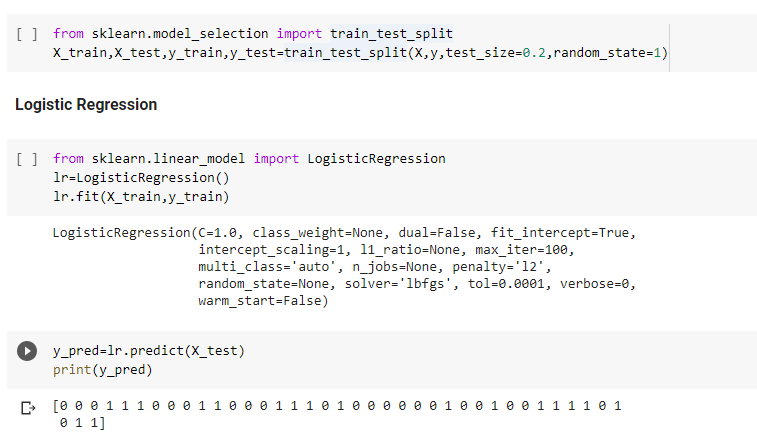 [ ] from sklearn.model_selection import train_test_split
X_train,X_test,y_train,y_test=train_test_split(X,y,test_size=0.2,random_state=1)
Logistic Regression
[ ] from sklearn.linear_model import LogisticRegression
lr=LogisticRegression()
lr.fit(X_train,y_train)
LogisticRegression(C=1.0, class_weight=None, dual=False, fit_intercept=True,
intercept_scaling=1, l1_ratio=None, max_iter=100,
multi_class='auto', n_jobs=None, penalty='l2',
random_state=None, solver='lbfgs', tol=0.0001, verbose=0,
warm_start=False)
y_pred=lr.predict(X_test)
print(y_pred)
[0 0 0 1 1 1 0 0 0 1 1 0 0 0 1 1 1 0 1 0 0 0 0 0 0 1 0 0 1 0 0 1 1 1 1 0 1
0 1 1]